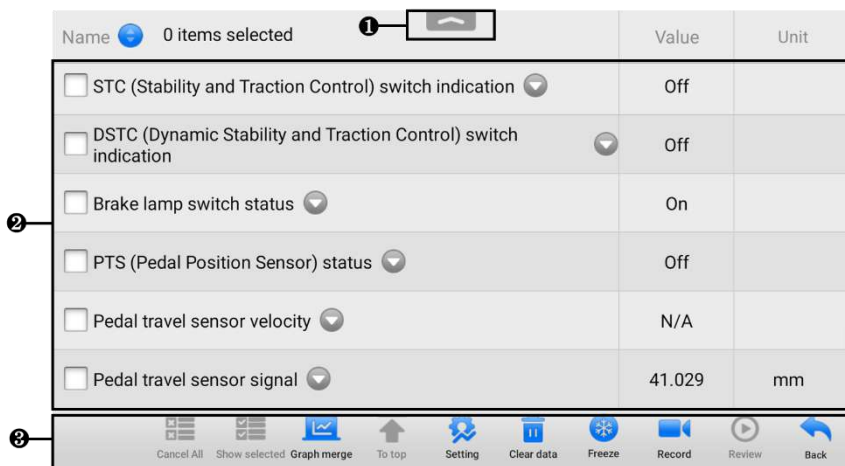 Name 0 items selected ❶ Value Unit
STC (Stability and Traction Control) switch indication Off
DSTC (Dynamic Stability and Traction Control) switch
indication Off
❷
Brake lamp switch status On
PTS (Pedal Position Sensor) status Off
Pedal travel sensor velocity N/A
Pedal travel sensor signal 41.029 mm
❸
Cancel All Show selected Graph merge To top Setting Clear data Freeze Record Review Back